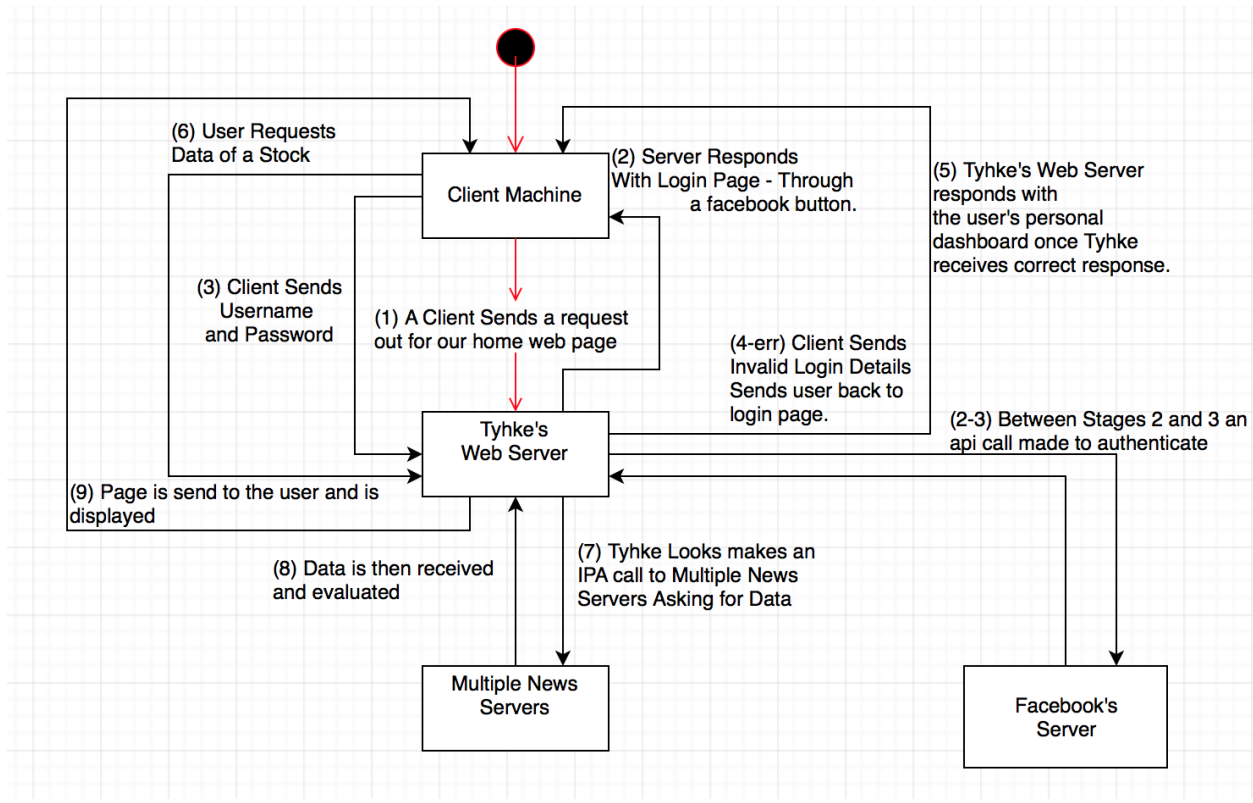 (6) User Requests
Data of a Stock
(2) Server Responds
With Login Page - Through
a facebook button.
Client Machine
(5) Tyhke's Web Server
responds with
the user's personal
dashboard once Tyhke
receives correct response.
(3) Client Sends
Username
and Password
(1) A Client Sends a request
out for our home web page
(4-err) Client Sends
Invalid Login Details
Sends user back to
login page.
(2-3) Between Stages 2 and 3 an
api call made to authenticate
Tyhke's
Web Server
(9) Page is send to the user and is
displayed
(8) Data is then received
and evaluated
(7) Tyhke Looks makes an
IPA call to Multiple News
Servers Asking for Data
Multiple News
Servers
Facebook's
Server